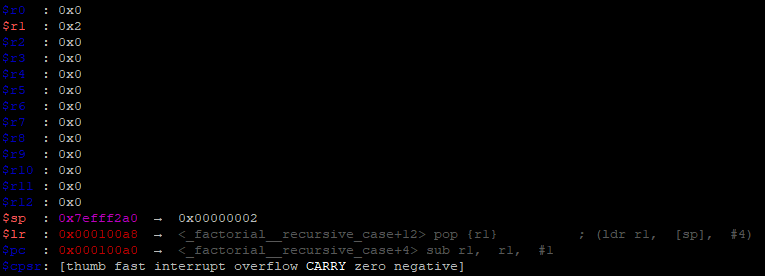 $r0 : 0x0
$r1 : 0x2
$r2 : 0x0
$r3 : 0x0
$r4 : 0x0
$r5 : 0x0
$r6 : 0x0
$r7 : 0x0
$r8 : 0x0
$r9 : 0x0
$r10 : 0x0
$r11 : 0x0
$r12 : 0x0
$sp : 0x7efff2a0 → 0x00000002
$lr : 0x000100a8 → <_factorial__recursive_case+12> pop {r1} ; (ldr r1, [sp], #4)
$pc : 0x000100a0 → <_factorial__recursive_case+4> sub r1, r1, #1
$cpsr: [thumb fast interrupt overflow CARRY zero negative]